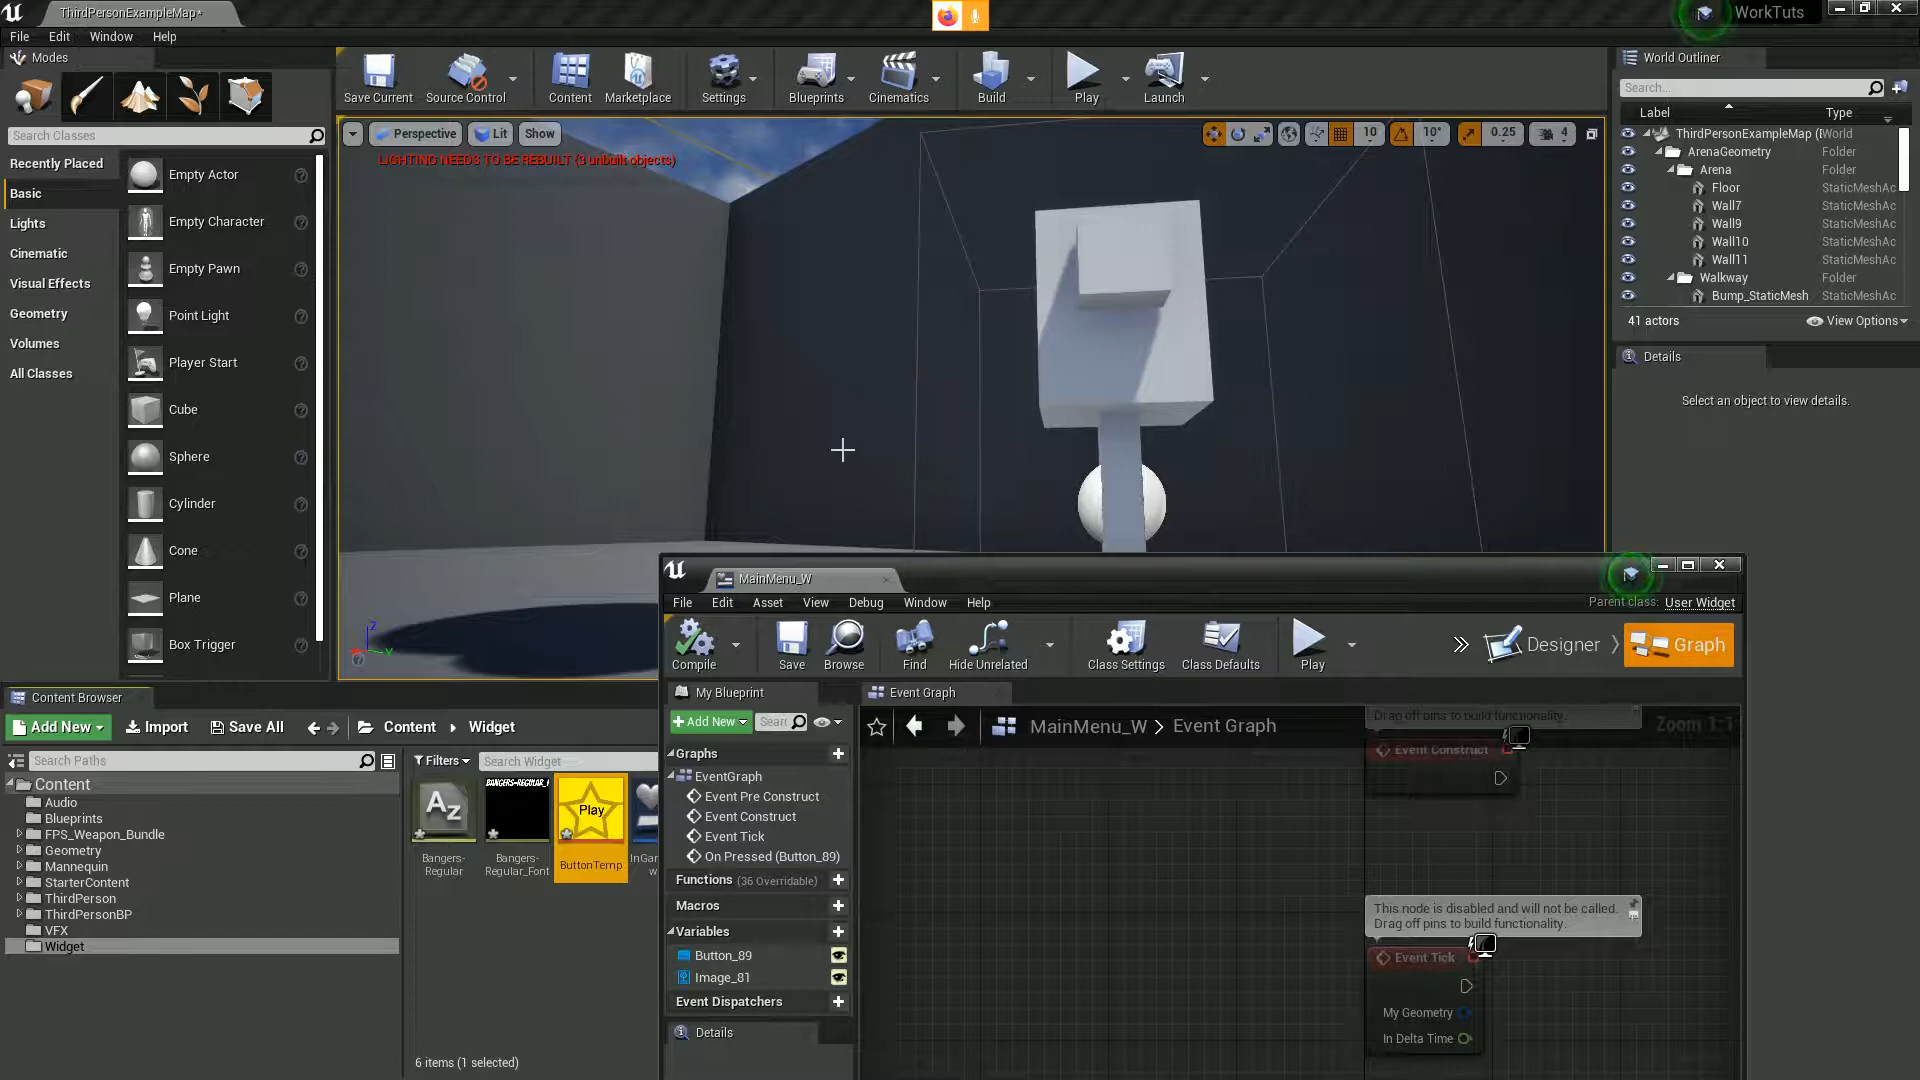 ThirdPersonExampleMap*
WorkTuts
File Edit Window Help
Modes
Search Classes
Recently Placed
Basic
Lights
Cinematic
Visual Effects
Geometry
Volumes
All Classes
Empty Actor
Empty Character
Empty Pawn
Point Light
Player Start
Cube
Sphere
Cylinder
Cone
Plane
Box Trigger
Save Current
Source Control
Content
Marketplace
Settings
Blueprints
Cinematics
Build
Play
Launch
Perspective
Lit
Show
10
10°
0.25
4
LIGHTING NEEDS TO BE REBUILT (3 unbuilt objects)
World Outliner
Search...
Label Type
ThirdPersonExampleMap ( World
ArenaGeometry Folder
Arena Folder
Floor StaticMeshAc
Wall7 StaticMeshAc
Wall9 StaticMeshAc
Wall10 StaticMeshAc
Wall11 StaticMeshAc
Walkway Folder
Bump_StaticMesh StaticMeshAc
41 actors
View Options
Details
Select an object to view details.
Content Browser
Add New
Import
Save All
Content
Widget
Search Paths
Content
Audio
Blueprints
FPS_Weapon_Bundle
Geometry
Mannequin
StarterContent
ThirdPerson
ThirdPersonBP
VFX
Widget
Filters
Search Widget
Az
Play
Bangers-
Regular
Bangers-
Regular_Font
ButtonTemp
6 items (1 selected)
MainMenu_W
File Edit Asset View Debug Window Help
Parent class: User Widget
Compile
Save
Browse
Find
Hide Unrelated
Class Settings
Class Defaults
Play
Designer
Graph
My Blueprint
Add New
Graphs
EventGraph
Event Pre Construct
Event Construct
Event Tick
On Pressed (Button_89)
Functions (36 Overridable)
Macros
Variables
Button_89
Image_81
Event Dispatchers
Details
Event Graph
MainMenu_W > Event Graph
Zoom 1:1
Drag off pins to build functionality.
Event Construct
This node is disabled and will not be called.
Drag off pins to build functionality.
Event Tick
My Geometry
In Delta Time